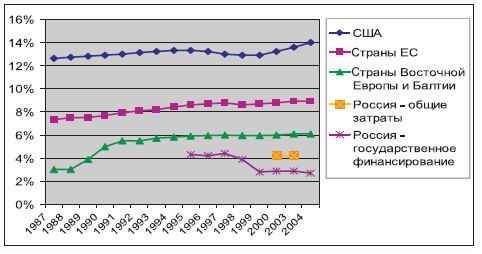 16%
14%
12%
10%
8%
6%
4%
2%
0%
1987
1988
1989
1990
1991
1992
1993
1994
1995
1996
1997
1998
1999
2000
2003
2004
США
Страны ЕС
Страны Восточной
Европы и Балтии
Россия - общие
затраты
Россия -
государственное
финансирование